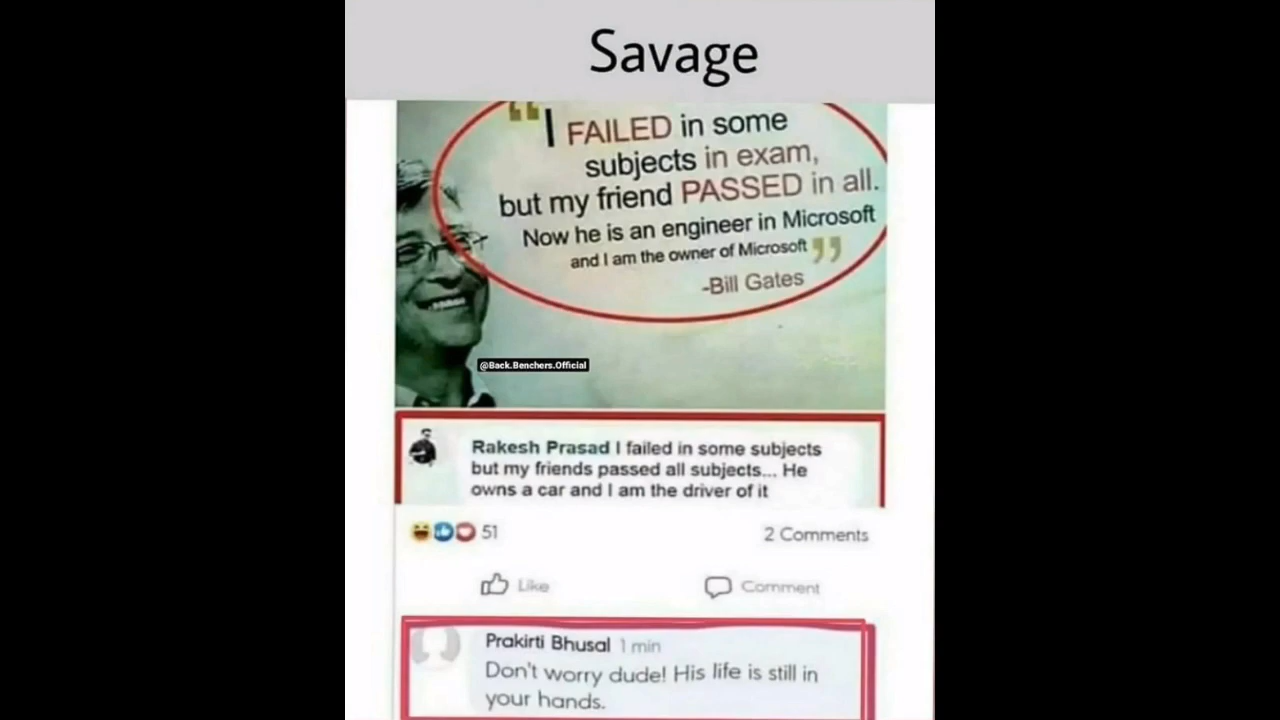 Savage
“I FAILED in some
subjects in exam,
but my friend PASSED in all.
Now he is an engineer in Microsoft
and I am the owner of Microsoft”
-Bill Gates
@Back.Benchers.Official
Rakesh Prasad I failed in some subjects
but my friends passed all subjects... He
owns a car and I am the driver of it
51
2 Comments
Like
Comment
Prakirti Bhusal 1 min
Don't worry dude! His life is still in
your hands.